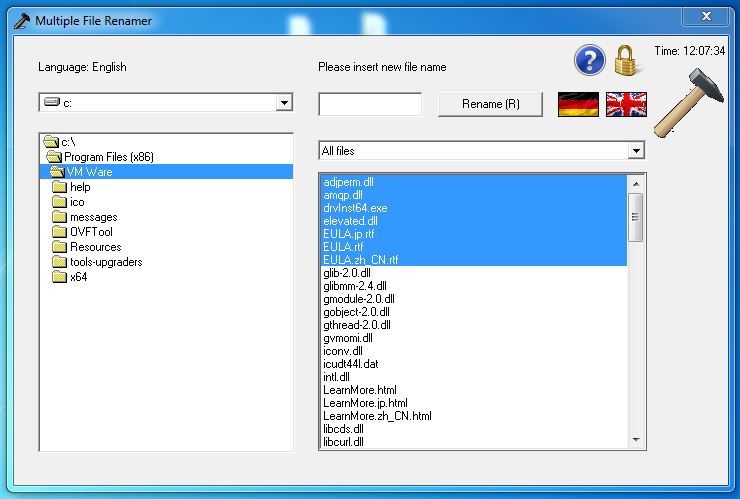 Multiple File Renamer
Language: English
Please insert new file name
Time: 12:07:34
c:
Rename (R)
All files
c:\
Program Files (x86)
VM Ware
help
ico
messages
OVFTool
Resources
tools-upgraders
x64
adjperm.dll
amqp.dll
drvInst64.exe
elevated.dll
EULA.jp.rtf
EULA.rtf
EULA.zh_CN.rtf
glib-2.0.dll
glibmm-2.4.dll
gmodule-2.0.dll
gobject-2.0.dll
gthread-2.0.dll
gvmomi.dll
iconv.dll
icudt44l.dat
intl.dll
LearnMore.html
LearnMore.jp.html
LearnMore.zh_CN.html
libcds.dll
libcurl.dll